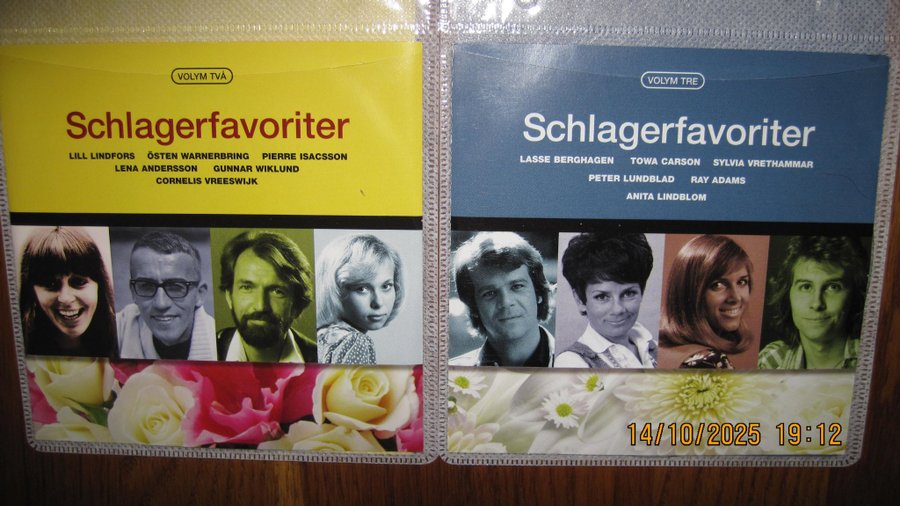 VOLYM TVÅ
Schlagerfavoriter
LILL LINDFORS ÖSTEN WARNERBRING PIERRE ISACSSON
LENA ANDERSSON GUNNAR WIKLUND
CORNELIS VREESWIJK
VOLYM TRE
Schlagerfavoriter
LASSE BERGHAGEN TOWA CARSON SYLVIA VRETHAMMAR
PETER LUNDBLAD RAY ADAMS
ANITA LINDBLOM
14/10/2025 19:12